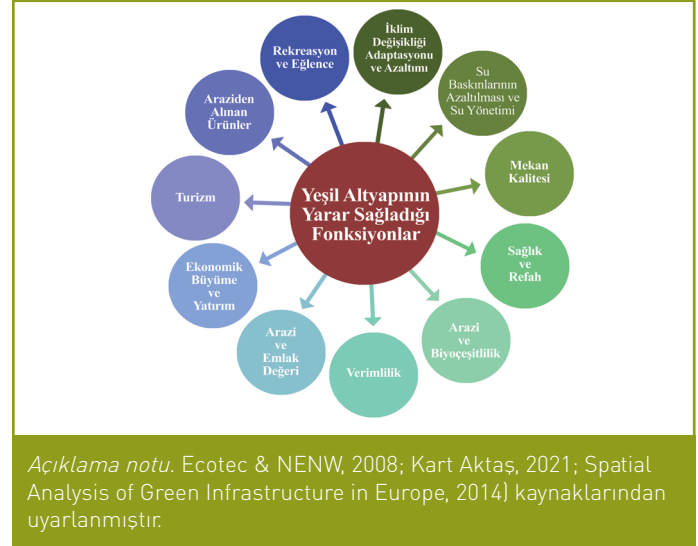 Yeşil Altyapının
Yarar Sağladığı
Fonksiyonlar
İklim
Değişikliği
Adaptasyonu
ve Azaltımı
Su
Baskınlarının
Azaltılması ve
Su Yönetimi
Mekan
Kalitesi
Sağlık
ve
Refah
Arazi
ve
Biyoçeşitlilik
Verimlilik
Arazi
ve
Emlak
Değeri
Ekonomik
Büyüme
ve
Yatırım
Turizm
Araziden
Alınan
Ürünler
Rekreasyon
ve Eğlence
Açıklama notu. Ecotec & NENW, 2008; Kart Aktaş, 2021; Spatial
Analysis of Green Infrastructure in Europe, 2014) kaynaklarından
uyarlanmıştır.